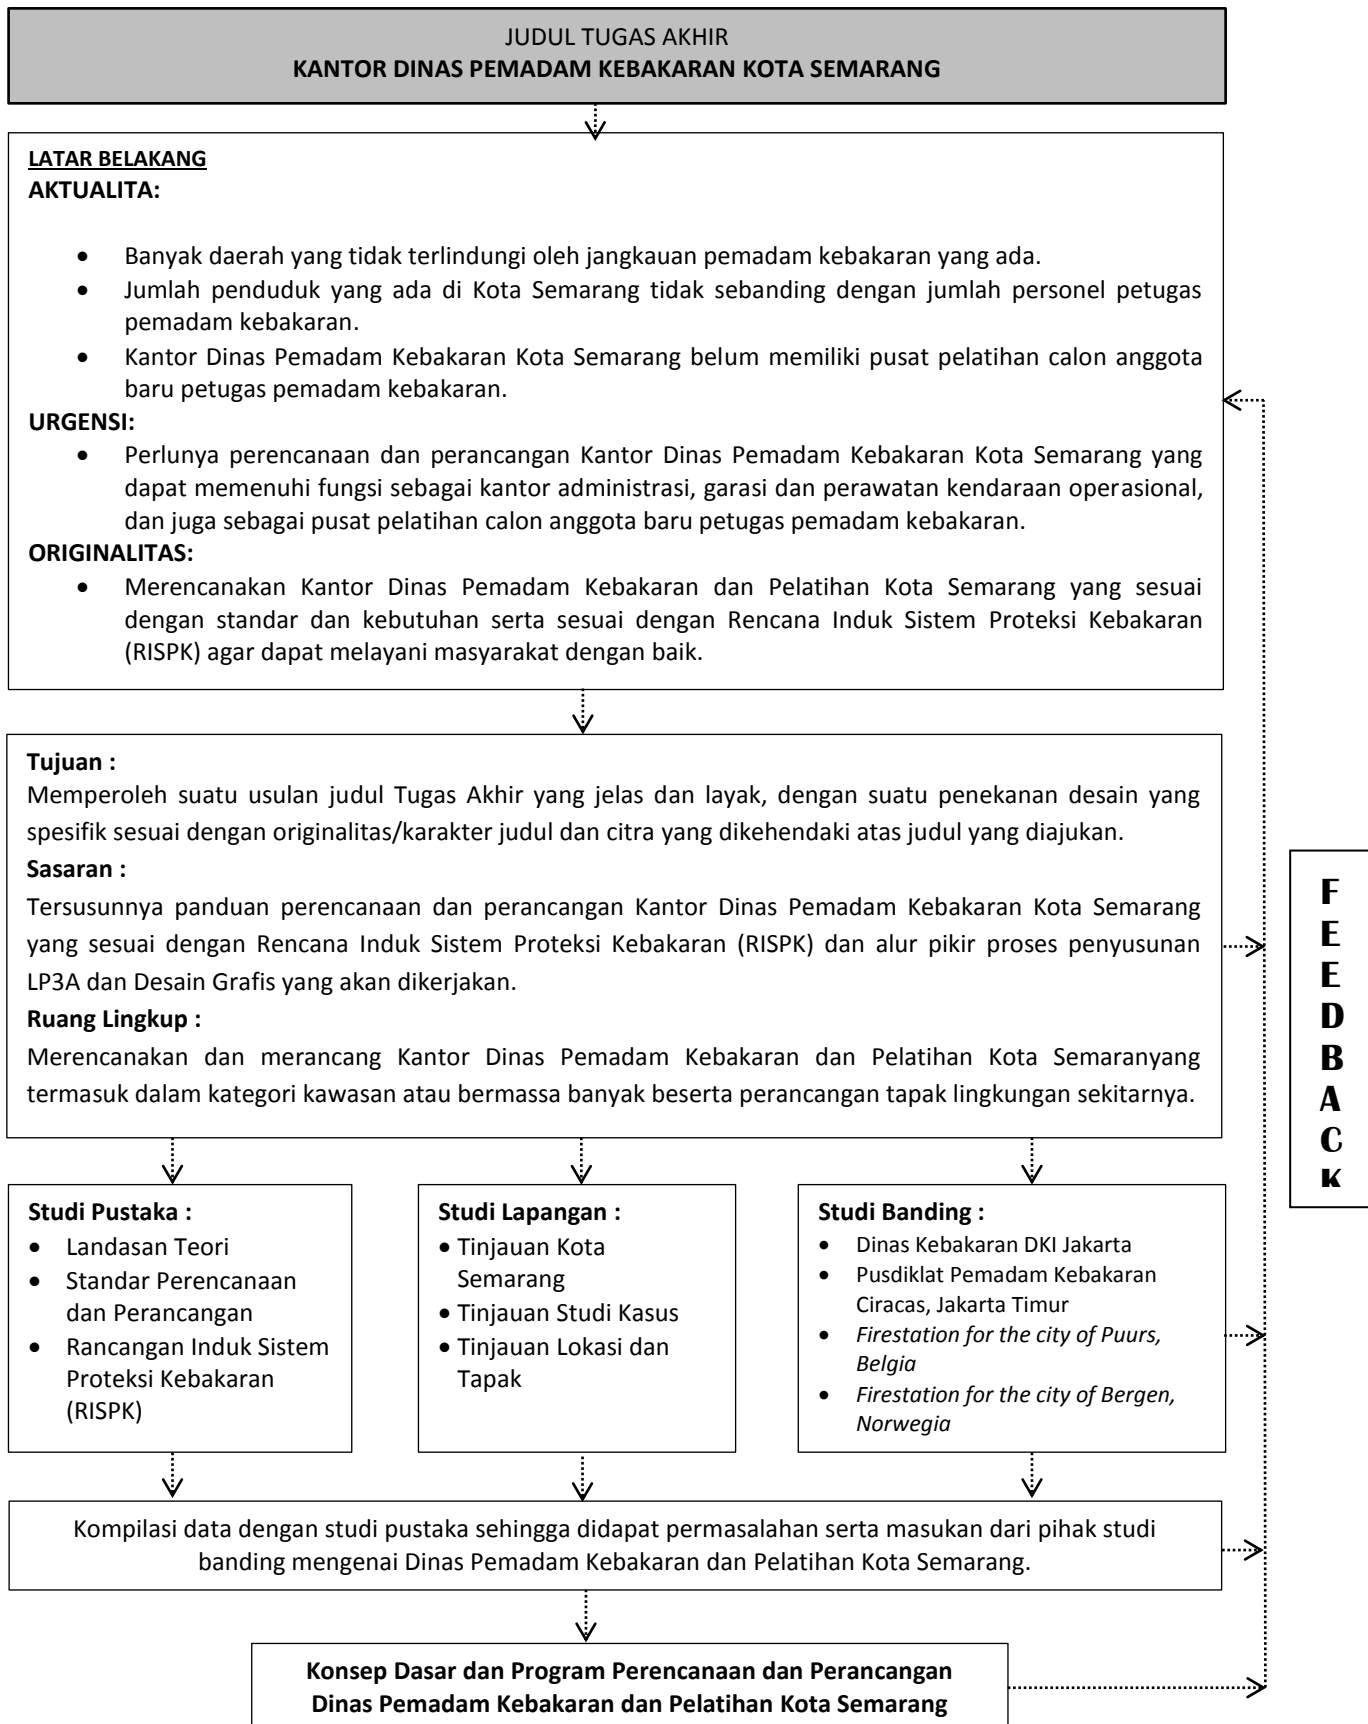 JUDUL TUGAS AKHIR
KANTOR DINAS PEMADAM KEBAKARAN KOTA SEMARANG
LATAR BELAKANG
AKTUALITA:
• Banyak daerah yang tidak terlindungi oleh jangkauan pemadam kebakaran yang ada.
• Jumlah penduduk yang ada di Kota Semarang tidak sebanding dengan jumlah personel petugas
pemadam kebakaran.
• Kantor Dinas Pemadam Kebakaran Kota Semarang belum memiliki pusat pelatihan calon anggota
baru petugas pemadam kebakaran.
URGENSI:
• Perlunya perencanaan dan perancangan Kantor Dinas Pemadam Kebakaran Kota Semarang yang
dapat memenuhi fungsi sebagai kantor administrasi, garasi dan perawatan kendaraan operasional,
dan juga sebagai pusat pelatihan calon anggota baru petugas pemadam kebakaran.
ORIGINALITAS:
• Merencanakan Kantor Dinas Pemadam Kebakaran dan Pelatihan Kota Semarang yang sesuai
dengan standar dan kebutuhan serta sesuai dengan Rencana Induk Sistem Proteksi Kebakaran
(RISPK) agar dapat melayani masyarakat dengan baik.
Tujuan :
Memperoleh suatu usulan judul Tugas Akhir yang jelas dan layak, dengan suatu penekanan desain yang
spesifik sesuai dengan originalitas/karakter judul dan citra yang dikehendaki atas judul yang diajukan.
Sasaran :
Tersusunnya panduan perencanaan dan perancangan Kantor Dinas Pemadam Kebakaran Kota Semarang
yang sesuai dengan Rencana Induk Sistem Proteksi Kebakaran (RISPK) dan alur pikir proses penyusunan
LP3A dan Desain Grafis yang akan dikerjakan.
Ruang Lingkup :
Merencanakan dan merancang Kantor Dinas Pemadam Kebakaran dan Pelatihan Kota Semaranyang
termasuk dalam kategori kawasan atau bermassa banyak beserta perancangan tapak lingkungan sekitarnya.
Studi Pustaka :
• Landasan Teori
• Standar Perencanaan
dan Perancangan
• Rancangan Induk Sistem
Proteksi Kebakaran
(RISPK)
Studi Lapangan :
• Tinjauan Kota
Semarang
• Tinjauan Studi Kasus
• Tinjauan Lokasi dan
Tapak
Studi Banding :
• Dinas Kebakaran DKI Jakarta
• Pusdiklat Pemadam Kebakaran
Ciracas, Jakarta Timur
• Firestation for the city of Puurs,
Belgia
• Firestation for the city of Bergen,
Norwegia
Kompilasi data dengan studi pustaka sehingga didapat permasalahan serta masukan dari pihak studi
banding mengenai Dinas Pemadam Kebakaran dan Pelatihan Kota Semarang.
Konsep Dasar dan Program Perencanaan dan Perancangan
Dinas Pemadam Kebakaran dan Pelatihan Kota Semarang
F
E
E
D
B
A
C
K